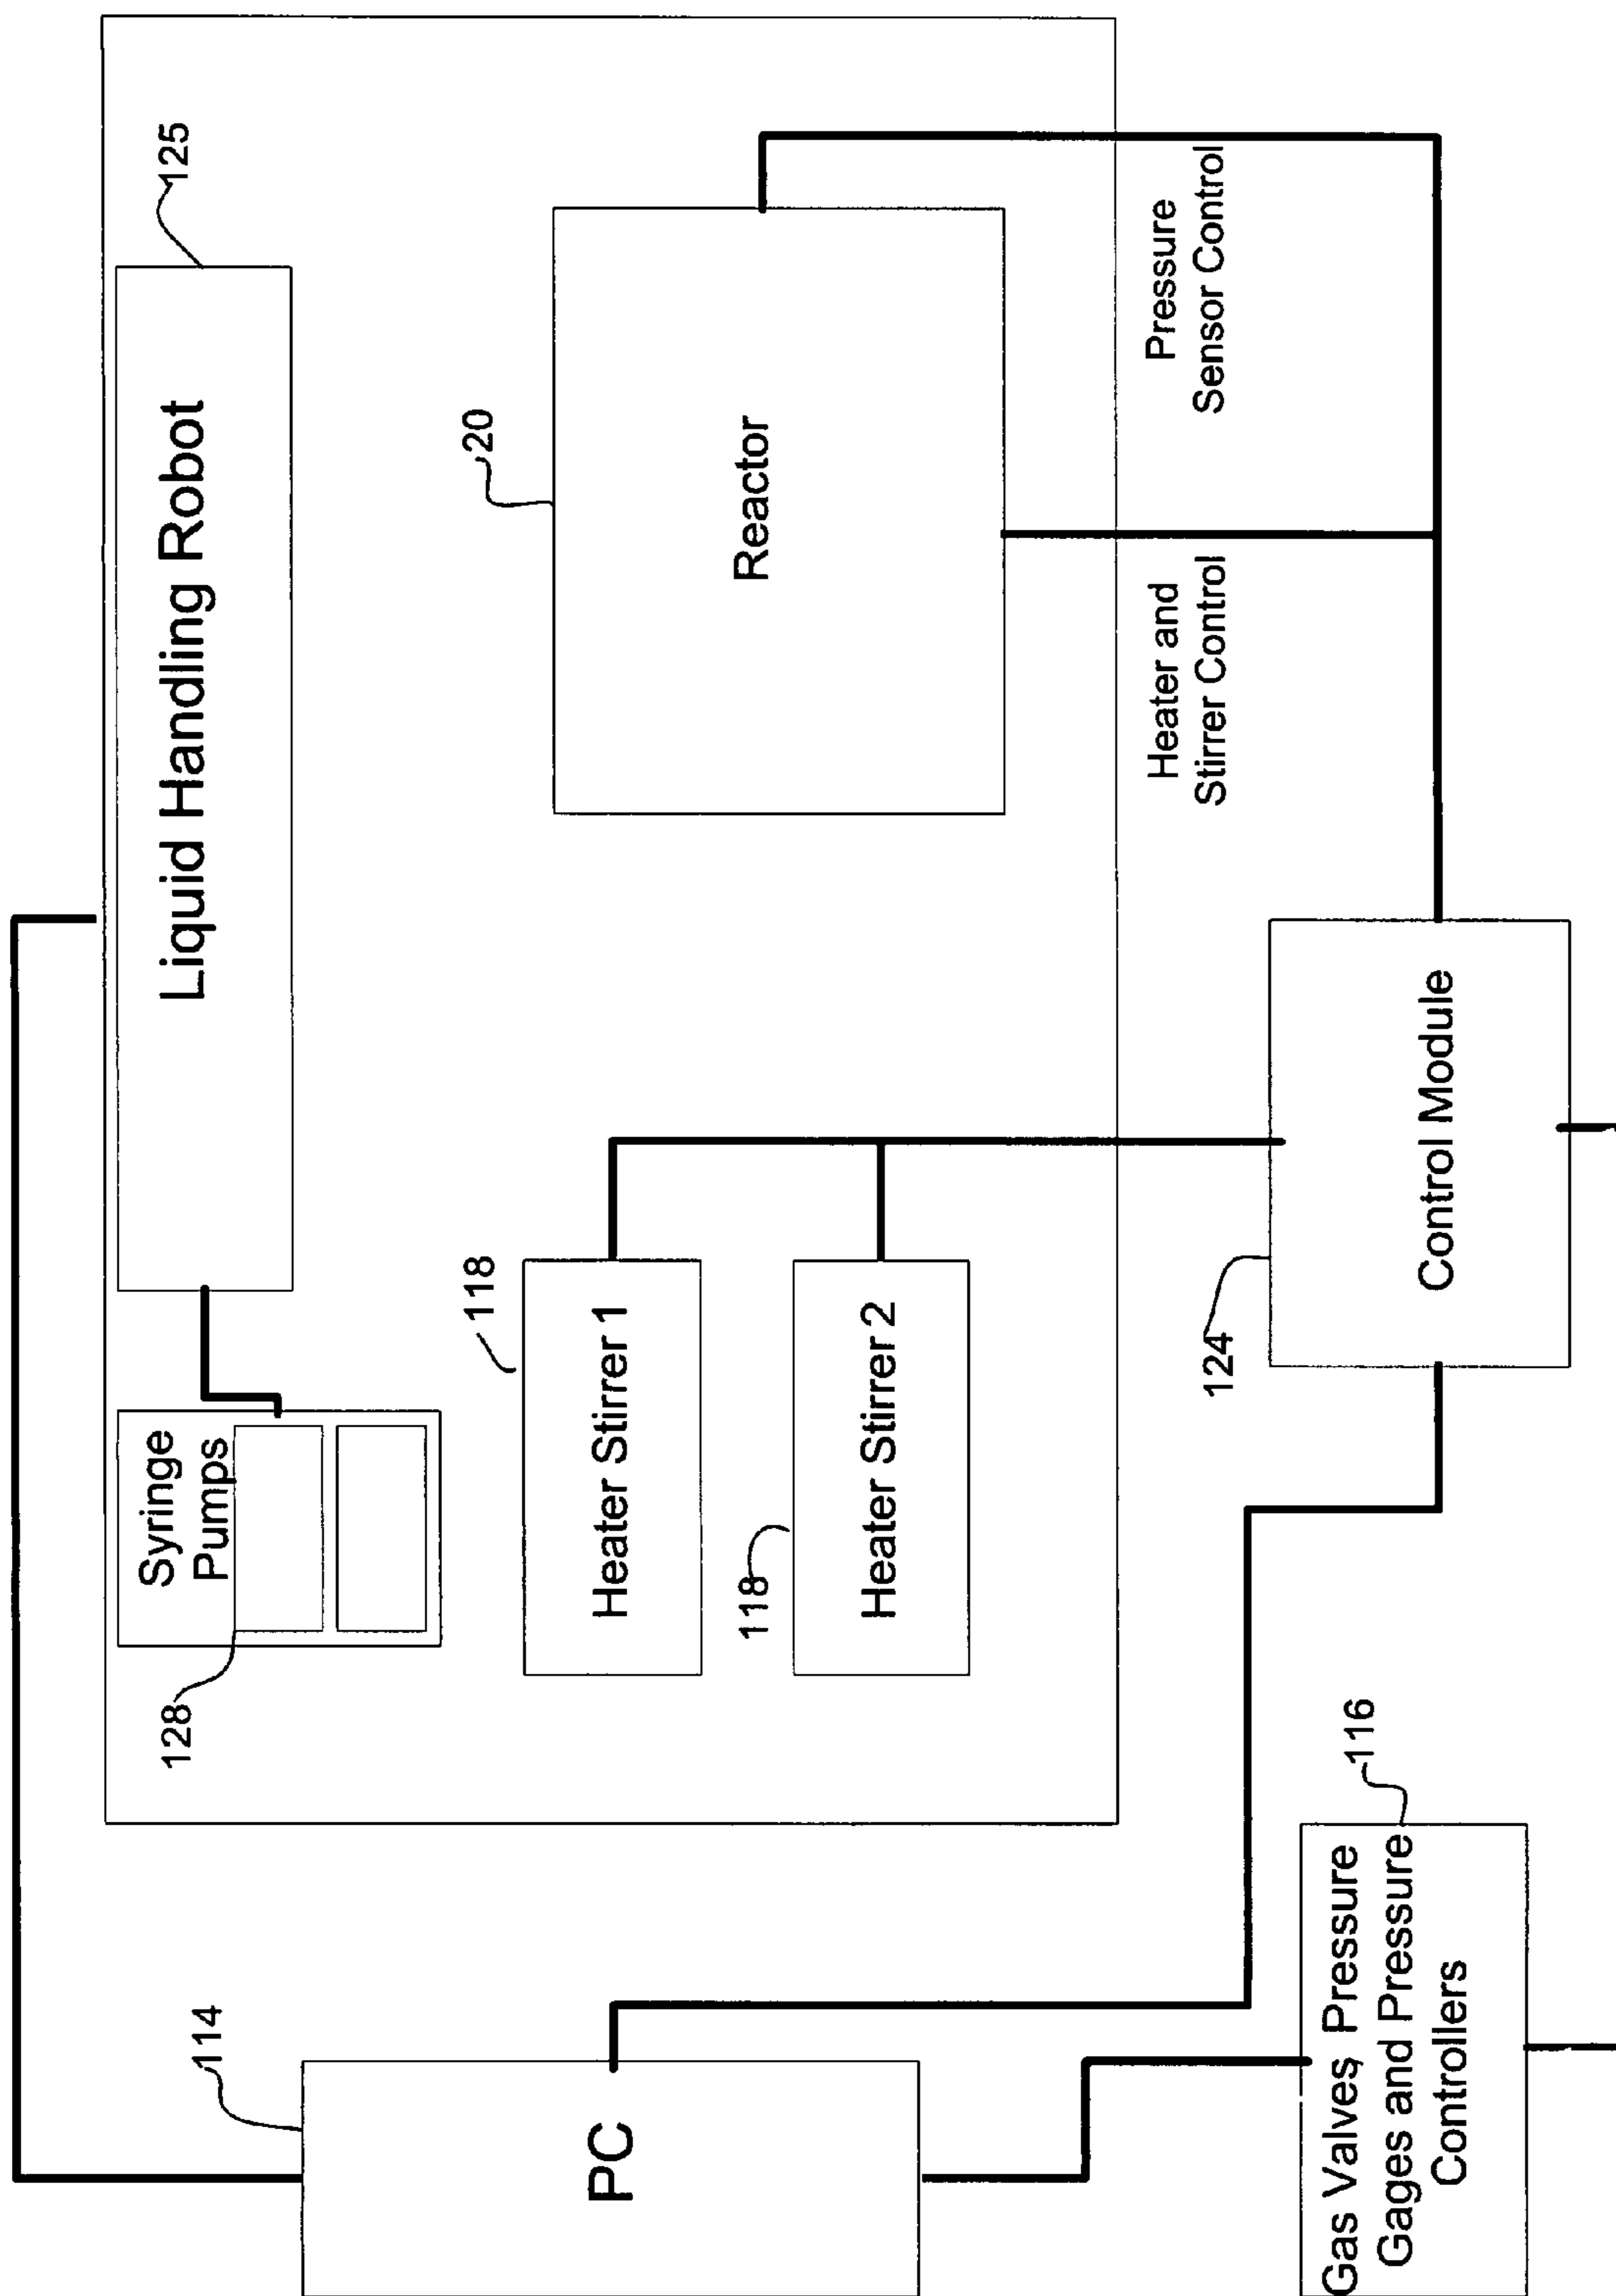 114
PC
Gas Valves, Pressure
Gages and Pressure
Controllers
116
128
Syringe
Pumps
Liquid Handling Robot
125
118
Heater Stirrer 1
118
Heater Stirrer 2
20
Reactor
Heater and
Stirrer Control
Pressure
Sensor Control
124
Control Module